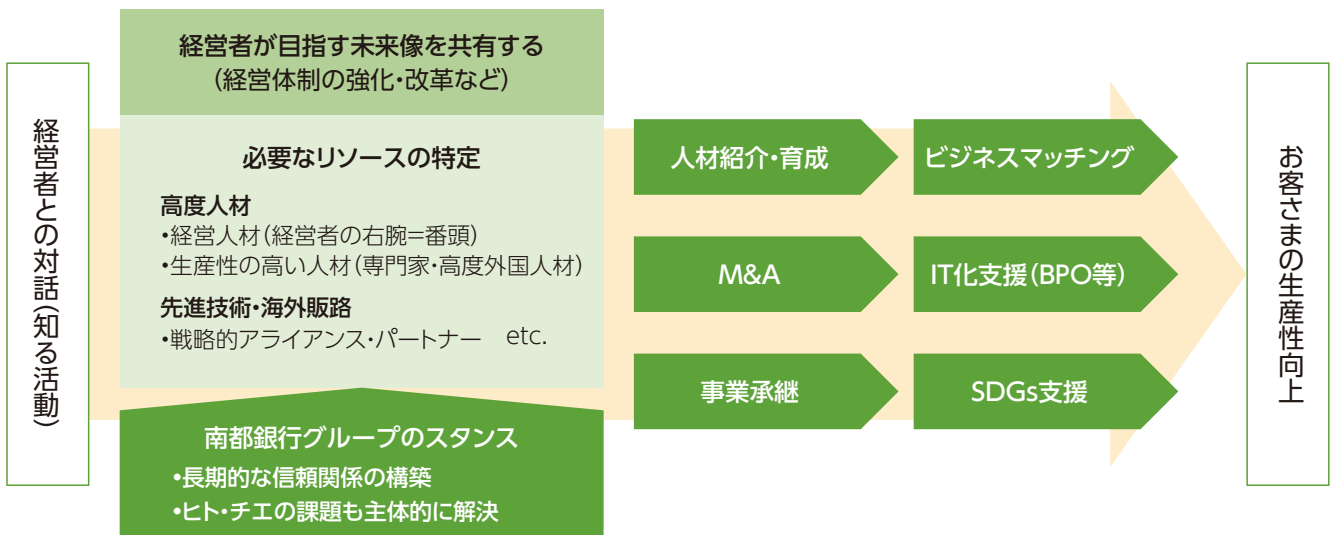 経営者との対話(知る活動)
経営者が目指す未来像を共有する
(経営体制の強化・改革など)
必要なリソースの特定
高度人材
・経営人材(経営者の右腕=番頭)
・生産性の高い人材(専門家・高度外国人材)
先進技術・海外販路
・戦略的アライアンス・パートナー etc.
南都銀行グループのスタンス
・長期的な信頼関係の構築
・ヒト・チエの課題も主体的に解決
人材紹介・育成
ビジネスマッチング
M&A
IT化支援(BPO等)
事業承継
SDGs支援
お客さまの生産性向上